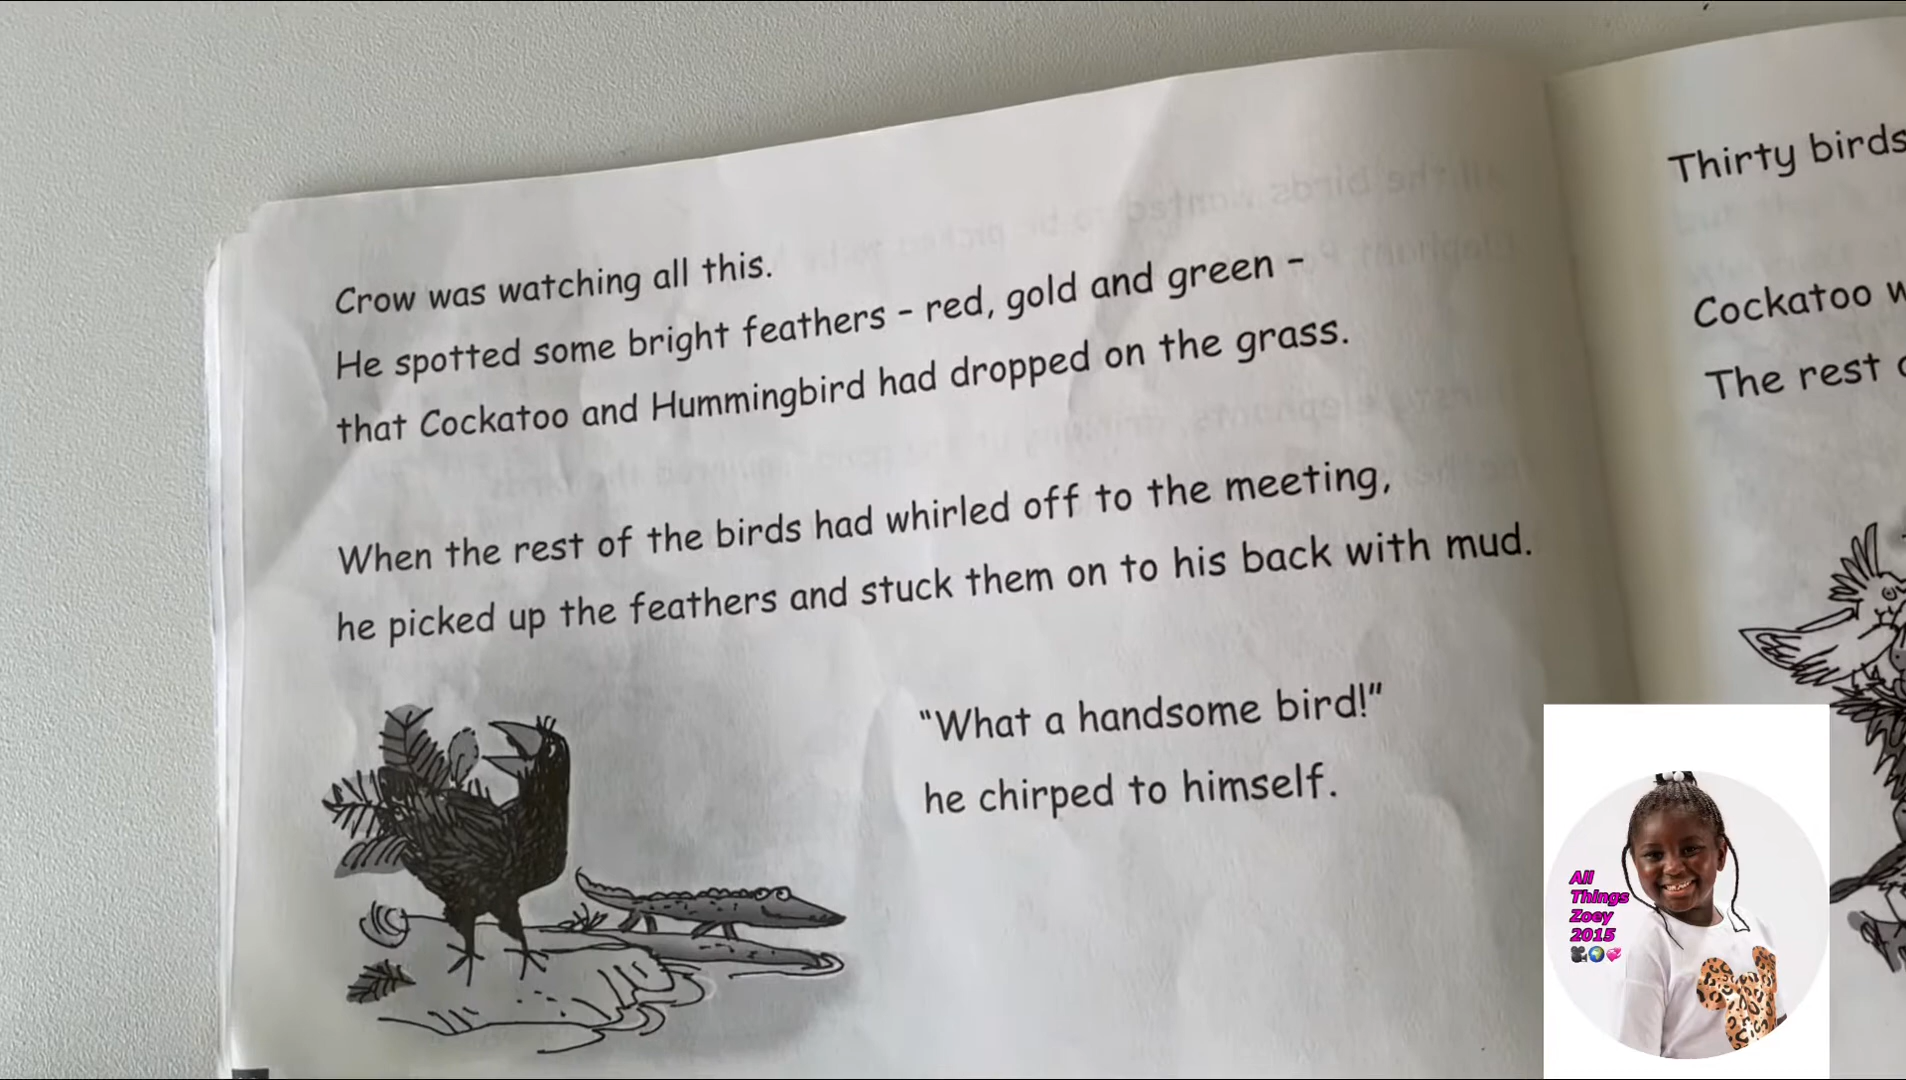 Crow was watching all this.
He spotted some bright feathers - red, gold and green -
that Cockatoo and Hummingbird had dropped on the grass.
When the rest of the birds had whirled off to the meeting,
he picked up the feathers and stuck them on to his back with mud.
"What a handsome bird!"
he chirped to himself.
Thirty birds
Cockatoo
The rest
All
Things
Zoey
2015